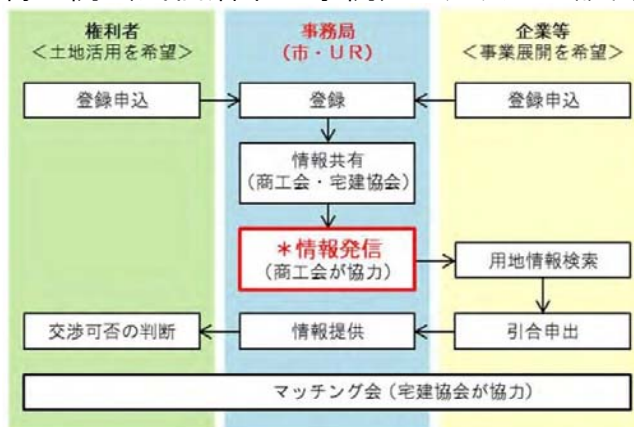 権利者
＜土地活用を希望＞
事務局
(市・UR)
企業等
＜事業展開を希望＞
登録申込
登録
登録申込
情報共有
(商工会・宅建協会)
＊情報発信
(商工会が協力)
用地情報検索
交渉可否の判断
情報提供
引合申出
マッチング会 (宅建協会が協力)